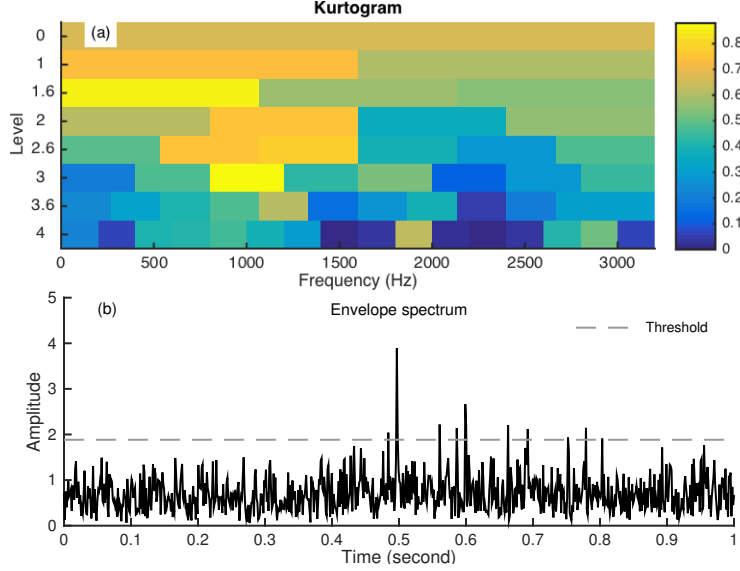 Kurtogram
(a)
Level
0
1
1.6
2
2.6
3
3.6
4
0 500 1000 1500 2000 2500 3000
Frequency (Hz)
0.8
0.7
0.6
0.5
0.4
0.3
0.2
0.1
0
(b)
Envelope spectrum
Threshold
Amplitude
5
4
3
2
1
0
0 0.1 0.2 0.3 0.4 0.5 0.6 0.7 0.8 0.9 1
Time (second)